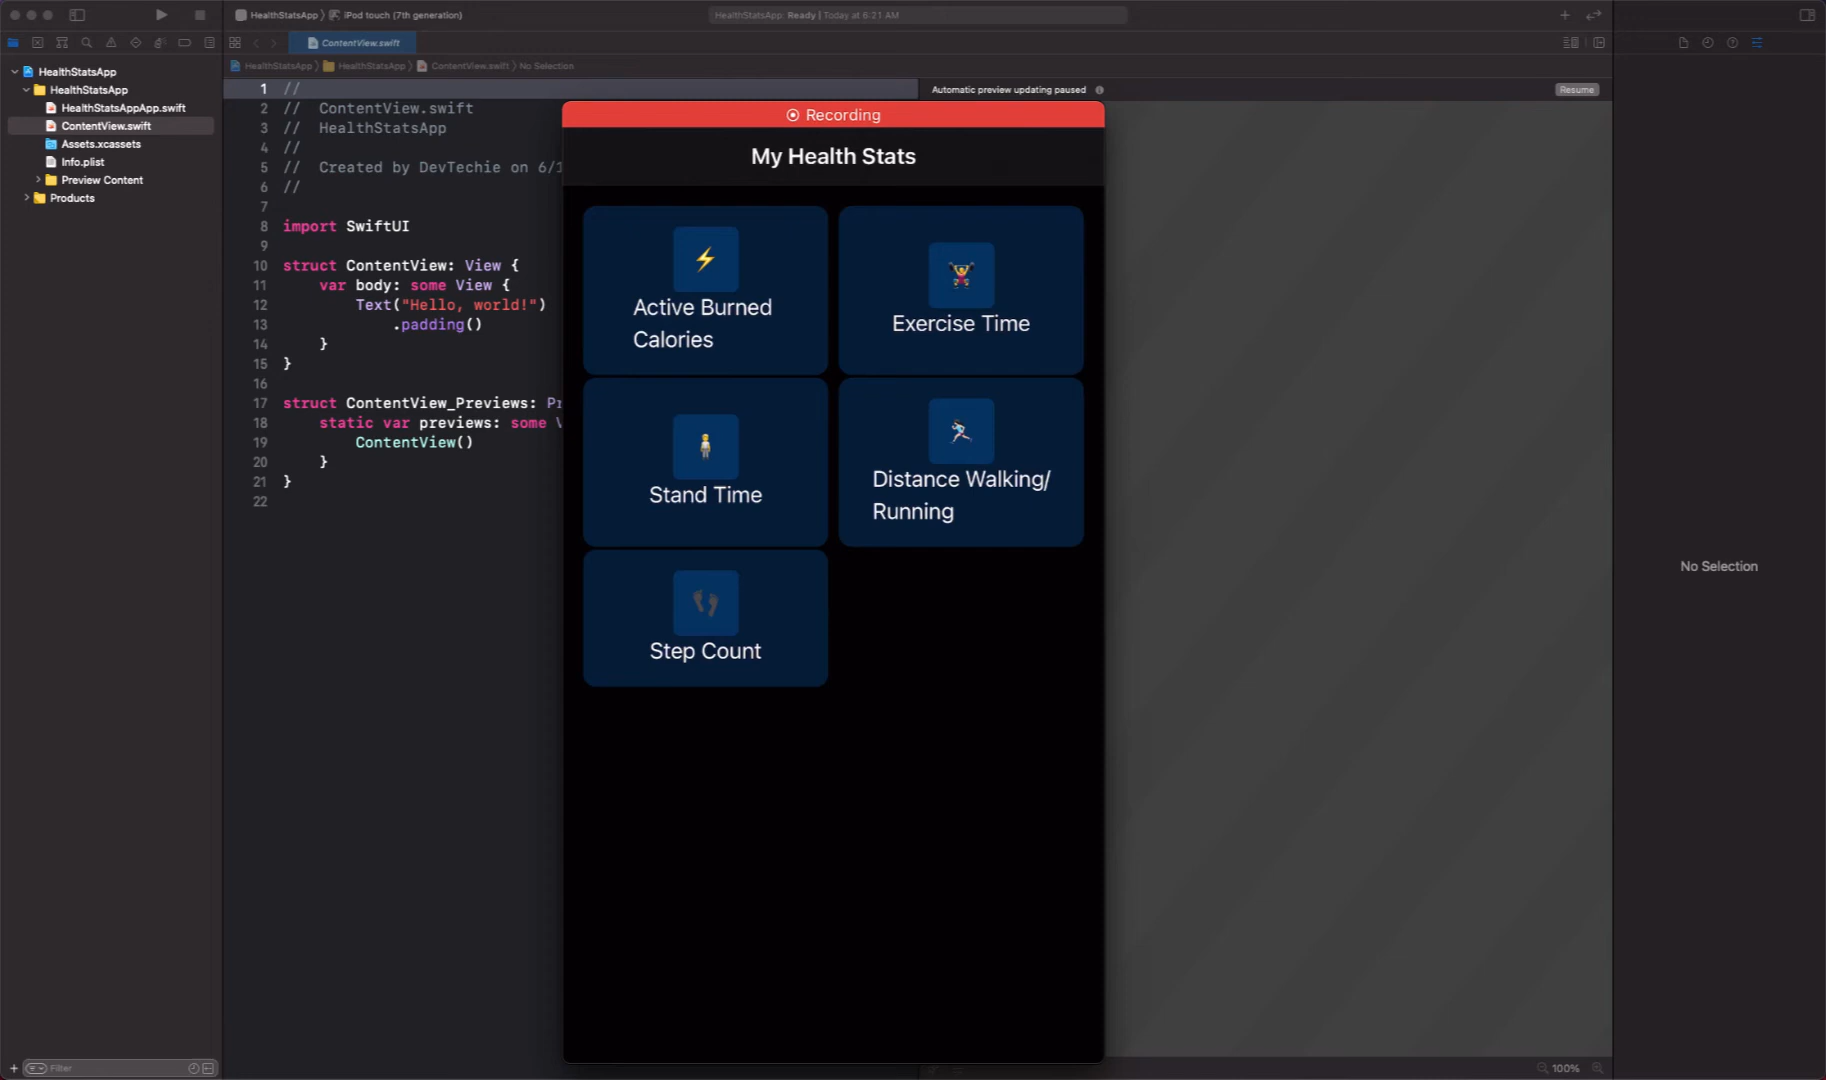 HealthStatsApp 〉 iPod touch (7th generation)
HealthStatsApp: Ready | Today at 6:21 AM
ContentView.swift
HealthStatsApp 〉 HealthStatsApp 〉 ContentView.swift 〉 No Selection
HealthStatsApp
HealthStatsApp
HealthStatsAppApp.swift
ContentView.swift
Assets.xcassets
Info.plist
Preview Content
Products
Filter
1 //
2 //  ContentView.swift
3 //  HealthStatsApp
4 //
5 //  Created by DevTechie on 6/1
6 //
7
8 import SwiftUI
9
10 struct ContentView: View {
11     var body: some View {
12         Text("Hello, world!")
13             .padding()
14     }
15 }
16
17 struct ContentView_Previews: Pr
18     static var previews: some V
19         ContentView()
20     }
21 }
22
Automatic preview updating paused
Resume
Recording
My Health Stats
Active Burned
Calories
Exercise Time
Stand Time
Distance Walking/
Running
Step Count
No Selection
100%